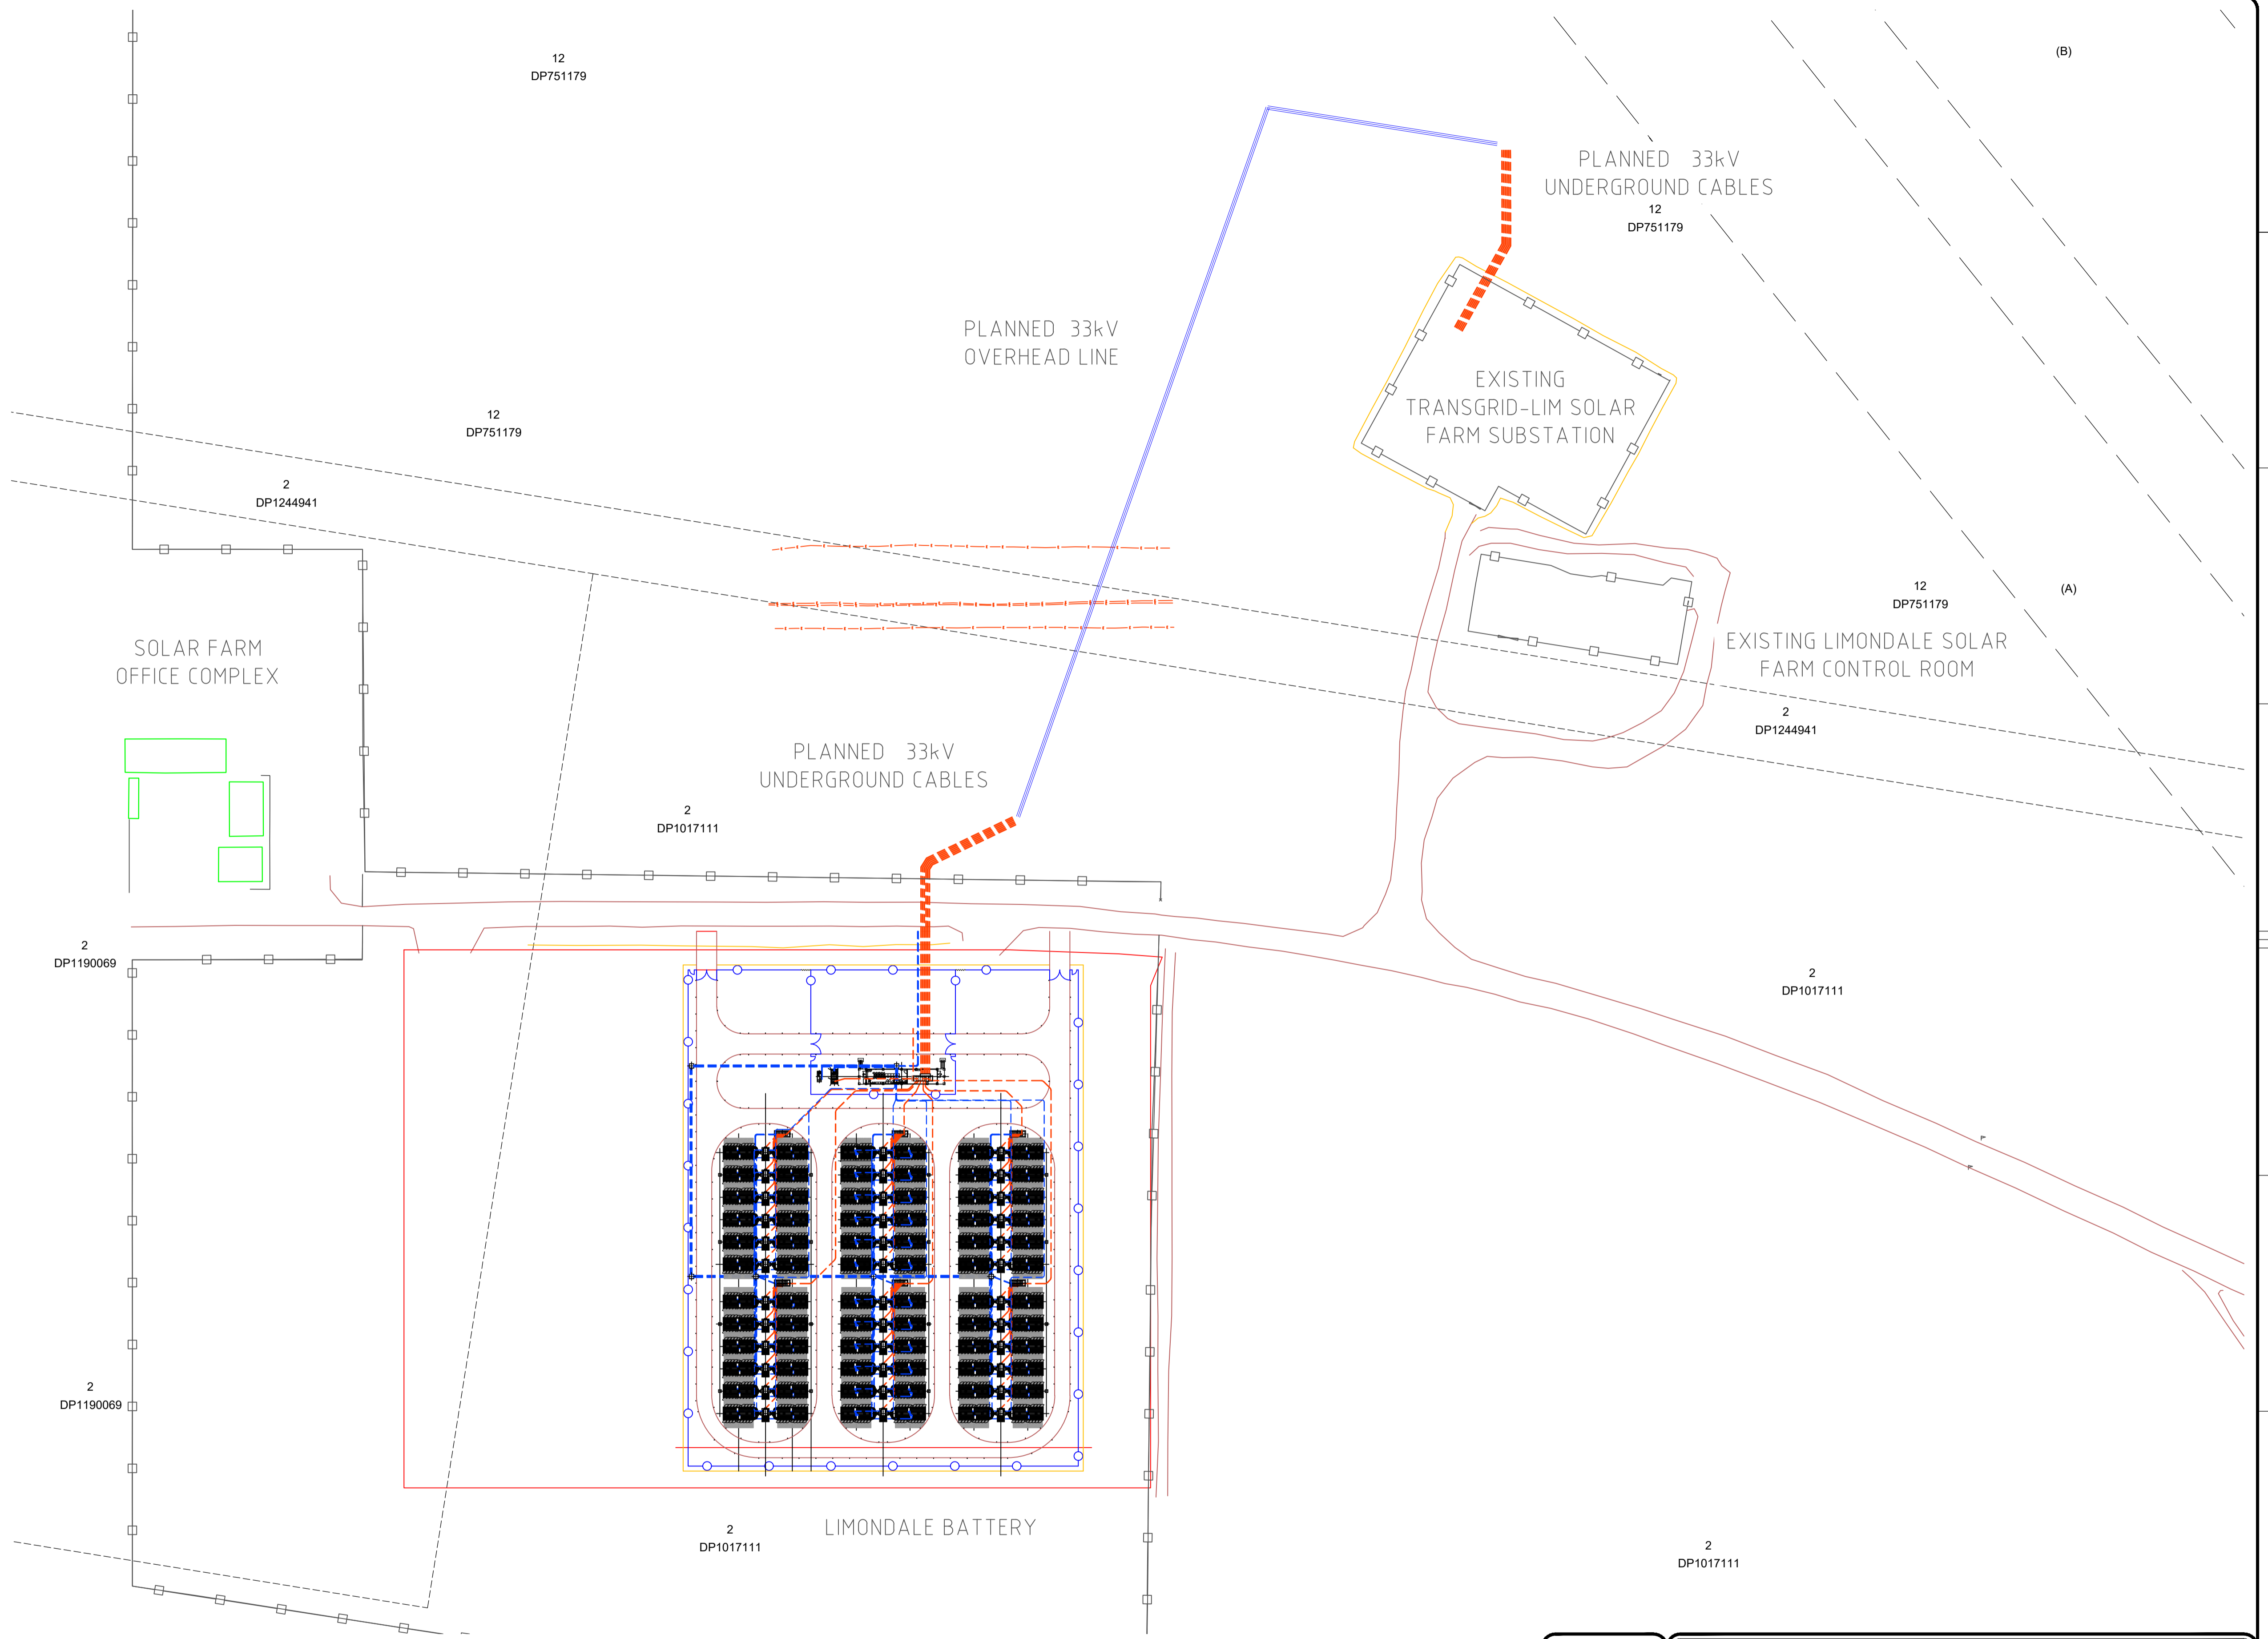 12
DP751179
(B)
PLANNED 33kV
UNDERGROUND CABLES
12
DP751179
PLANNED 33kV
OVERHEAD LINE
EXISTING
TRANSGRID-LIM SOLAR
FARM SUBSTATION
12
DP751179
2
DP1244941
12
DP751179
(A)
SOLAR FARM
OFFICE COMPLEX
EXISTING LIMONDALE SOLAR
FARM CONTROL ROOM
2
DP1244941
PLANNED 33kV
UNDERGROUND CABLES
2
DP1017111
2
DP1190069
2
DP1017111
2
DP1190069
LIMONDALE BATTERY
2
DP1017111
2
DP1017111